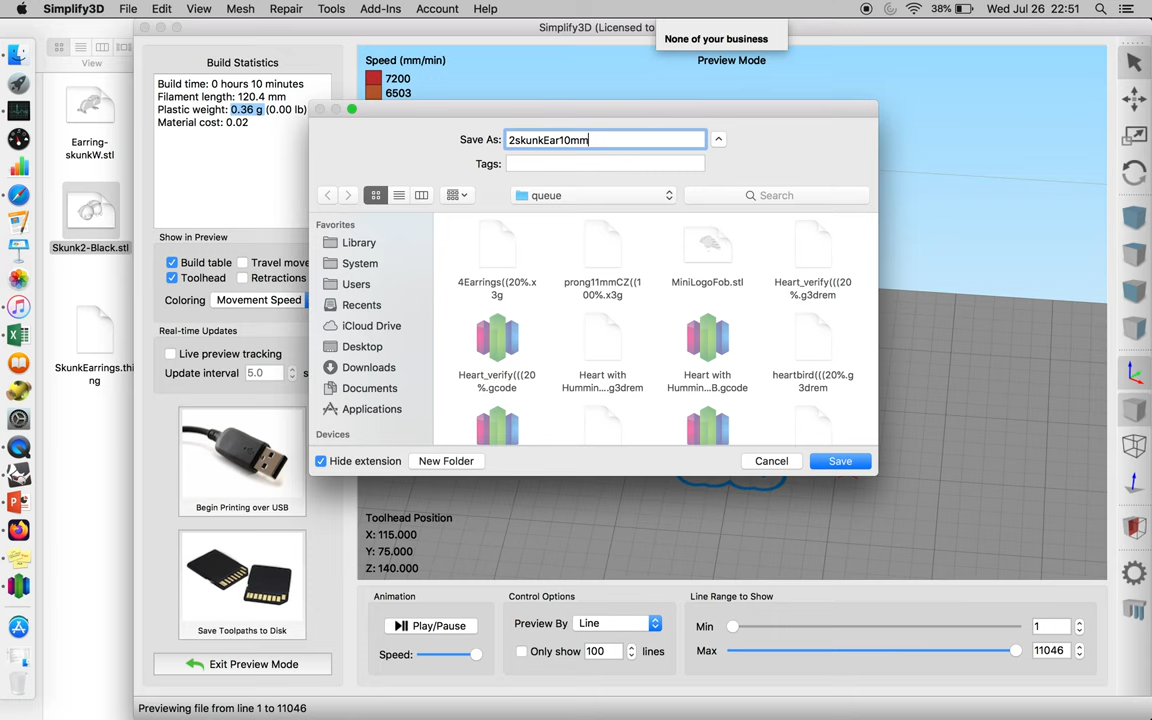 Simplify3D File Edit View Mesh Repair Tools Add-Ins Account Help 38% Wed Jul 26 22:51
Simplify3D (Licensed to
None of your business
View
Earring-
skunkW.stl
Skunk2-Black.stl
SkunkEarrings.thi
ng
Build Statistics
Build time: 0 hours 10 minutes
Filament length: 120.4 mm
Plastic weight: 0.36 g (0.00 lb)
Material cost: 0.02
Show in Preview
Build table Travel move
Toolhead Retractions
Coloring Movement Speed
Real-time Updates
Live preview tracking
Update interval 5.0 s
Begin Printing over USB
Save Toolpaths to Disk
Exit Preview Mode
Speed (mm/min)
7200
6503
Preview Mode
Save As: 2skunkEar10mm
Tags:
queue
Search
Favorites
Library
System
Users
Recents
iCloud Drive
Desktop
Downloads
Documents
Applications
Devices
4Earrings((20%.x
3g
prong11mmCZ((1
00%.x3g
MiniLogoFob.stl
Heart_verify(((20
%.g3drem
Heart_verify(((20
%.gcode
Heart with
Hummin....g3drem
Heart with
Hummin...B.gcode
heartbird(((20%.g
3drem
Hide extension New Folder Cancel Save
Toolhead Position
X: 115.000
Y: 75.000
Z: 140.000
Animation
Play/Pause
Speed:
Control Options
Preview By Line
Only show 100 lines
Line Range to Show
Min 1
Max 11046
Previewing file from line 1 to 11046